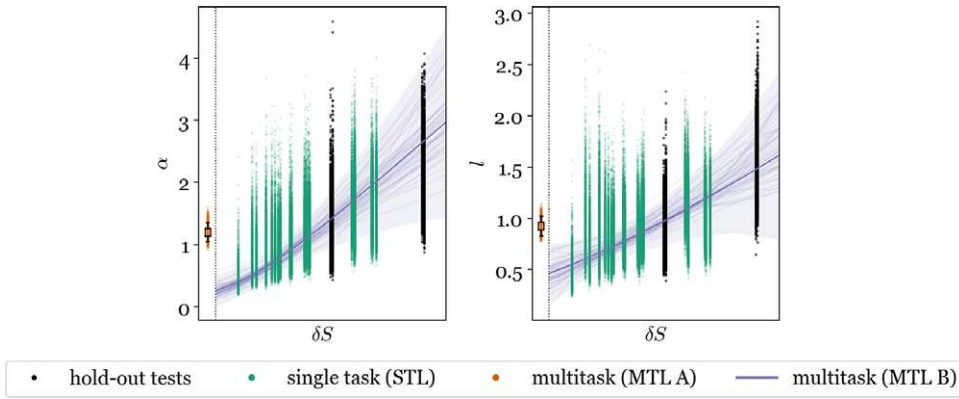 4
3
2
1
0
α
δS
3.0
2.5
2.0
1.5
1.0
0.5
l
δS
hold-out tests
single task (STL)
multitask (MTL A)
multitask (MTL B)